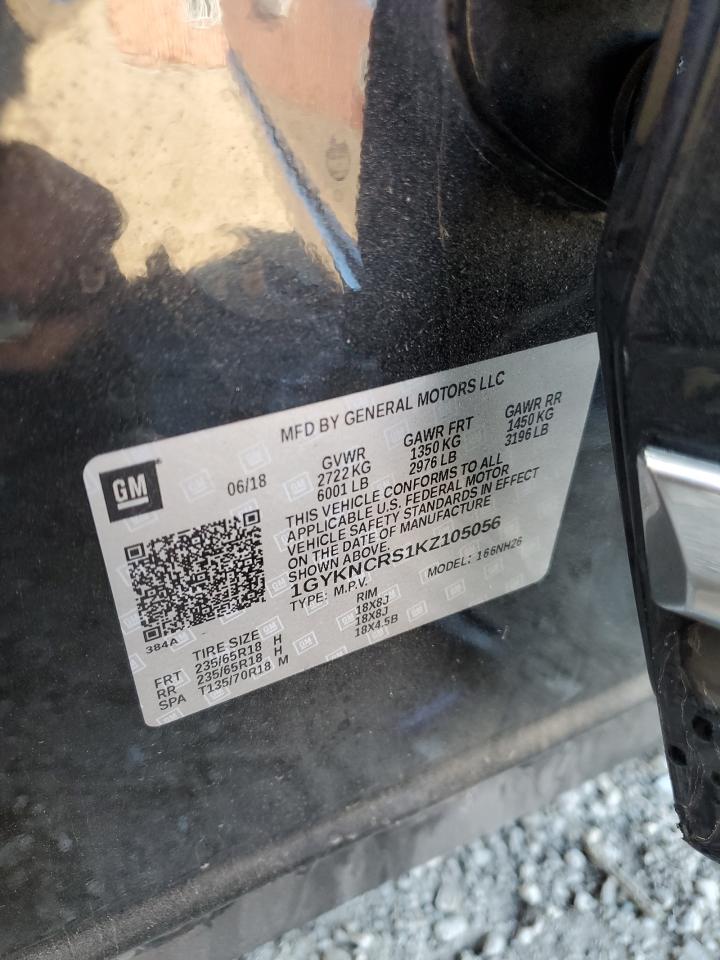 MFD BY GENERAL MOTORS LLC
GM
06/18
GVWR
2722 KG
6001 LB
GAWR FRT
1350 KG
2976 LB
GAWR RR
1450 KG
3196 LB
THIS VEHICLE CONFORMS TO ALL
APPLICABLE U.S. FEDERAL MOTOR
VEHICLE SAFETY STANDARDS IN EFFECT
ON THE DATE OF MANUFACTURE
SHOWN ABOVE.
1GYKNCRS1KZ105056
TYPE: M.P.V. MODEL: 166NH26
384A
TIRE SIZE RIM
FRT 235/65R18 H 18X8J
RR 235/65R18 H 18X8J
SPA T135/70R18 M 18X4.5B